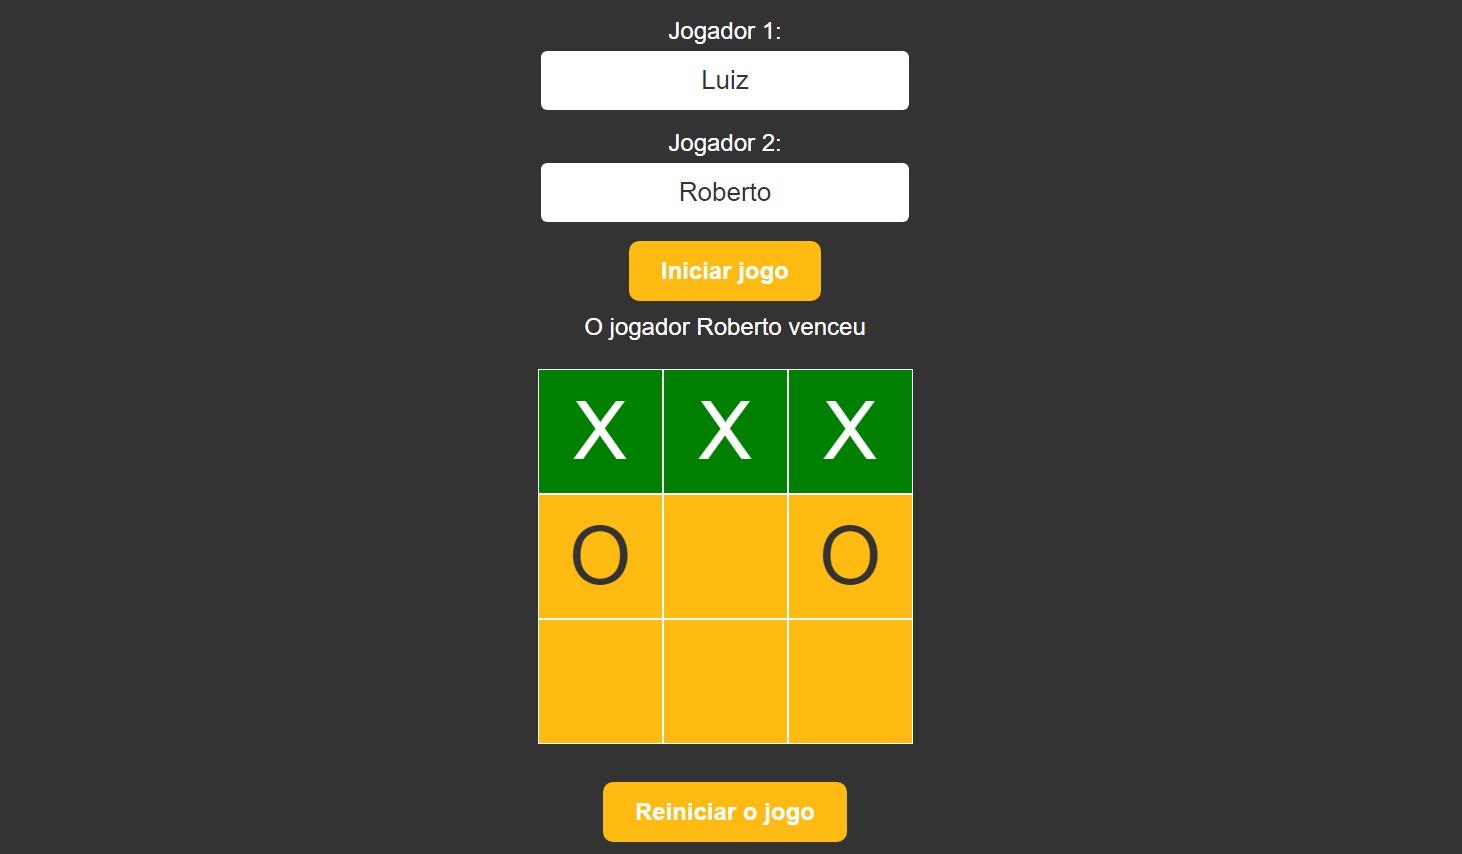 Jogador 1:
Luiz
Jogador 2:
Roberto
Iniciar jogo
O jogador Roberto venceu
X X X
O O
Reiniciar o jogo